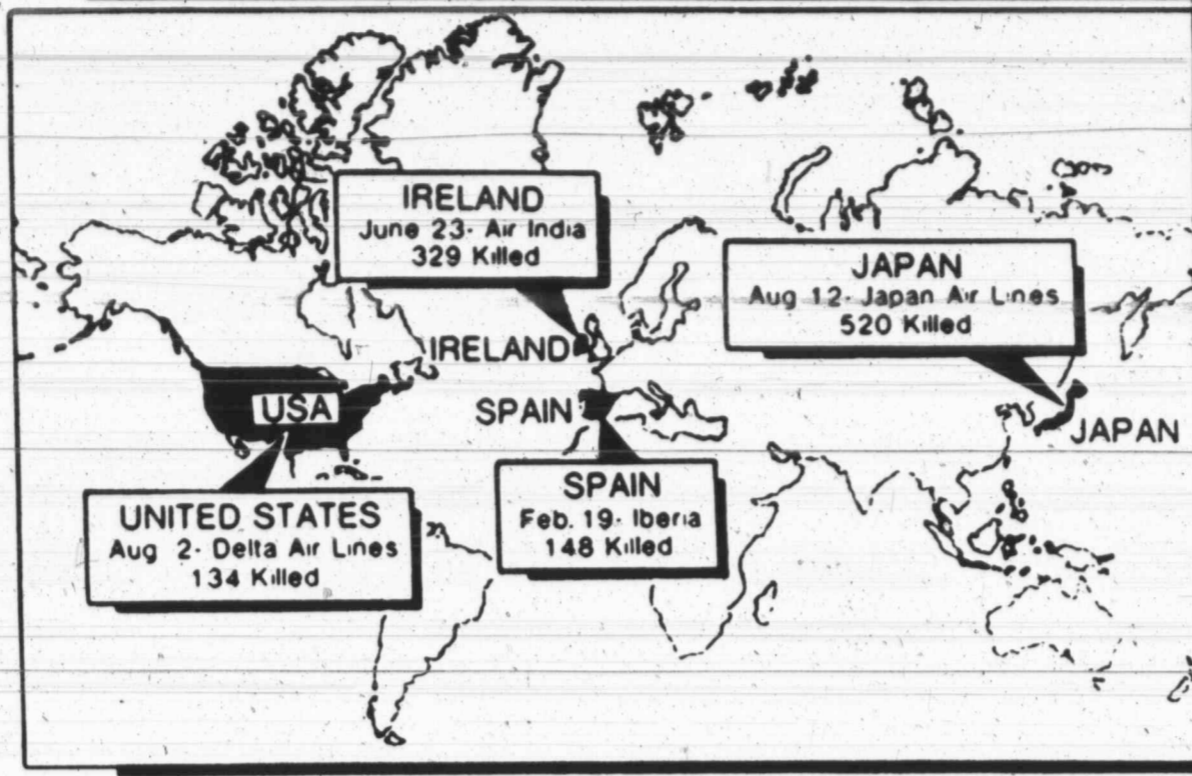 IRELAND
June 23- Air India
329 Killed
JAPAN
Aug 12- Japan Air Lines
520 Killed
IRELAND
USA
SPAIN
JAPAN
UNITED STATES
Aug 2- Delta Air Lines
134 Killed
SPAIN
Feb. 19- Iberia
148 Killed